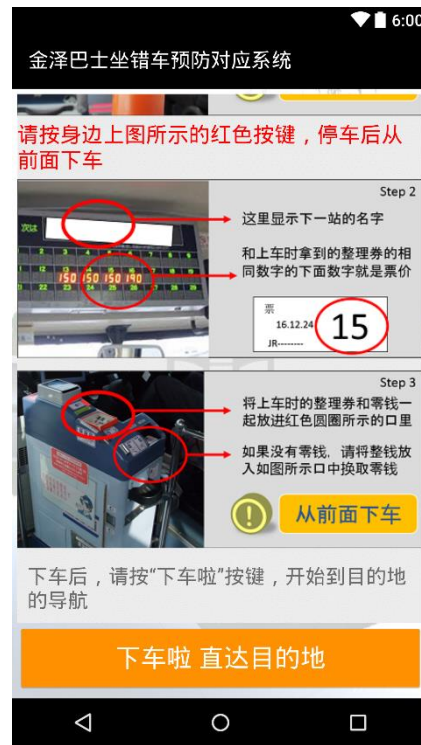 6:00
金泽巴士坐错车预防对应系统
请按身边上图所示的红色按键，停车后从
前面下车
Step 2
这里显示下一站的名字
和上车时拿到的整理券的相
同数字的下面数字就是票价
150 150 150 190
票
16.12.24
15
JR--------
Step 3
将上车时的整理券和零钱一
起放进红色圆圈所示的口里
如果没有零钱，请将整钱放
入如图所示口中换取零钱
从前面下车
下车后，请按“下车啦”按键，开始到目的地
的导航
下车啦 直达目的地